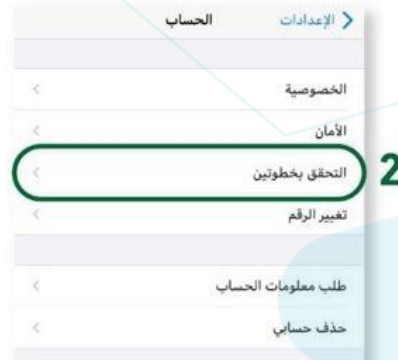 الإعدادات الحساب
الخصوصية
الأمان
التحقق بخطوتين
2
تغيير الرقم
طلب معلومات الحساب
حذف حسابي